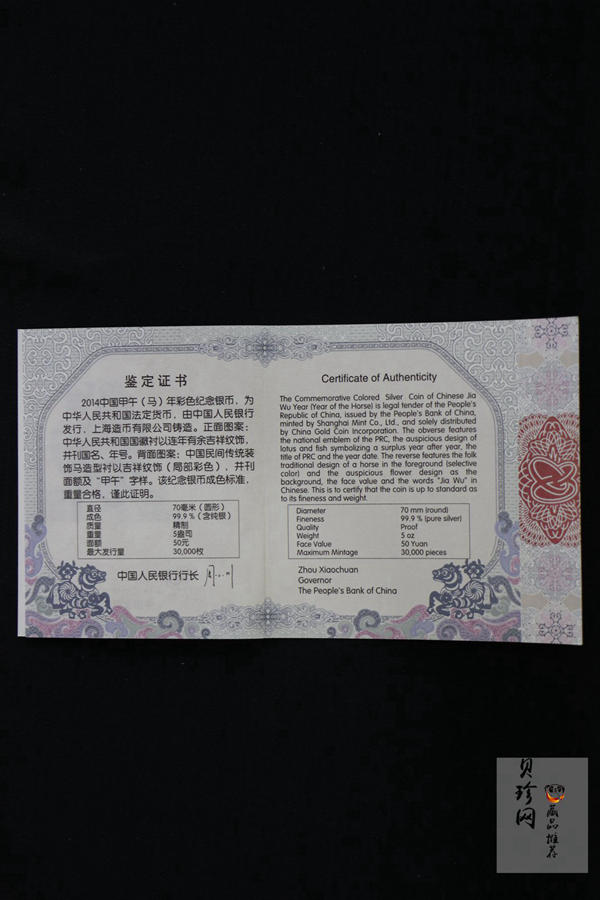 鉴定证书
2014中国甲午（马）年彩色纪念银币，为
中华人民共和国法定货币，由中国人民银行
发行，上海造币有限公司铸造。正面图案：
中华人民共和国国徽衬以连年有余吉祥纹饰，
并刊国名、年号。背面图案：中国民间传统装
饰马造型衬以吉祥纹饰（局部彩色），并刊
面额及“甲午”字样。该纪念银币成色标准，
重量合格，谨此证明。
直径 70毫米（圆形）
成色 99.9％（含纯银）
质量 精制
重量 5盎司
面额 50元
最大发行量 30,000枚
中国人民银行行长
Certificate of Authenticity
The Commemorative Colored Silver Coin of Chinese Jia
Wu Year (Year of the Horse) is legal tender of the People's
Republic of China, issued by the People's Bank of China,
minted by Shanghai Mint Co., Ltd., and solely distributed
by China Gold Coin Incorporation. The obverse features
the national emblem of the PRC, the auspicious design of
lotus and fish symbolizing a surplus year after year, the
title of PRC and the year date. The reverse features the folk
traditional design of a horse in the foreground (selective
color) and the auspicious flower design as the
background, the face value and the words "Jia Wu" in
Chinese. This is to certify that the coin is up to standard as
to its fineness and weight.
Diameter 70 mm (round)
Fineness 99.9 % (pure silver)
Quality Proof
Weight 5 oz
Face Value 50 Yuan
Maximum Mintage 30,000 pieces
Zhou Xiaochuan
Governor
The People's Bank of China
贝珍网
藏品推荐